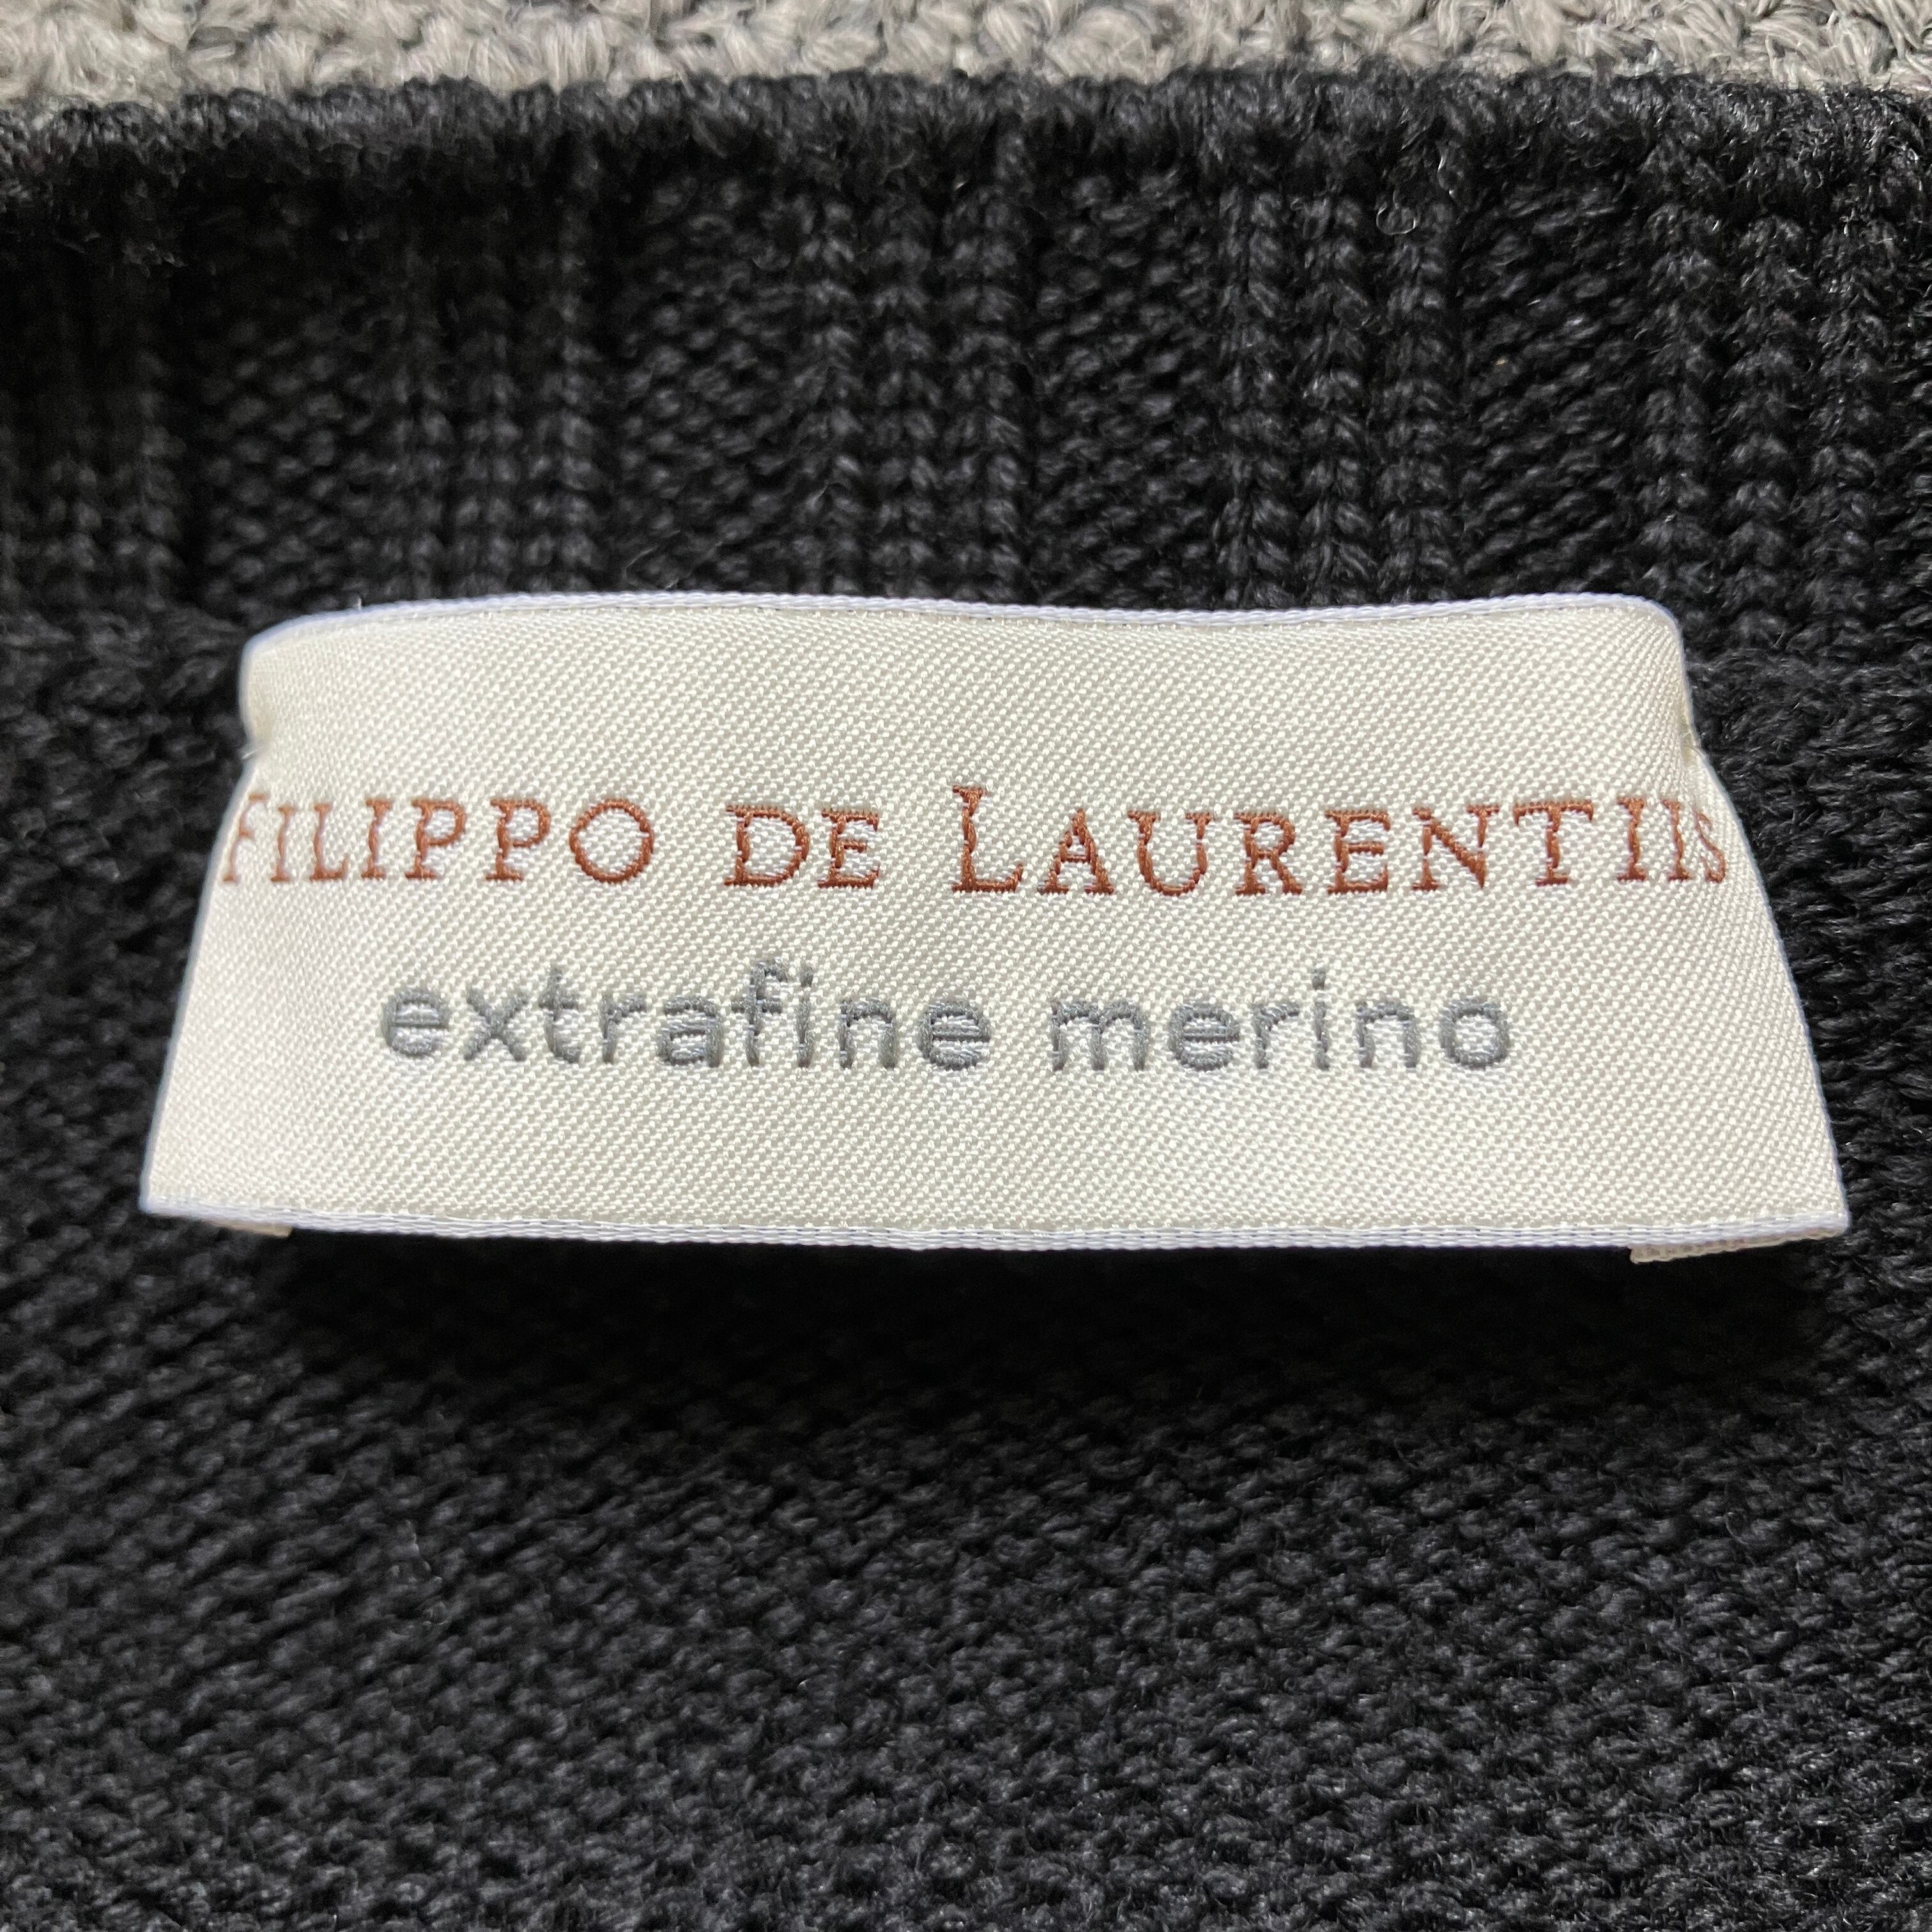 FILIPPO DE LAURENTIIS
extrafine merino